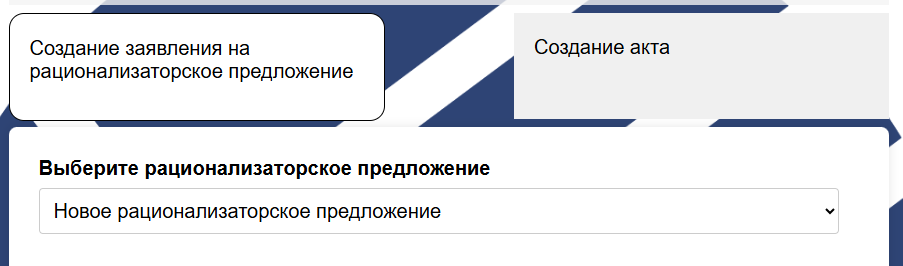 Создание заявления на
рационализаторское предложение
Создание акта
Выберите рационализаторское предложение
Новое рационализаторское предложение